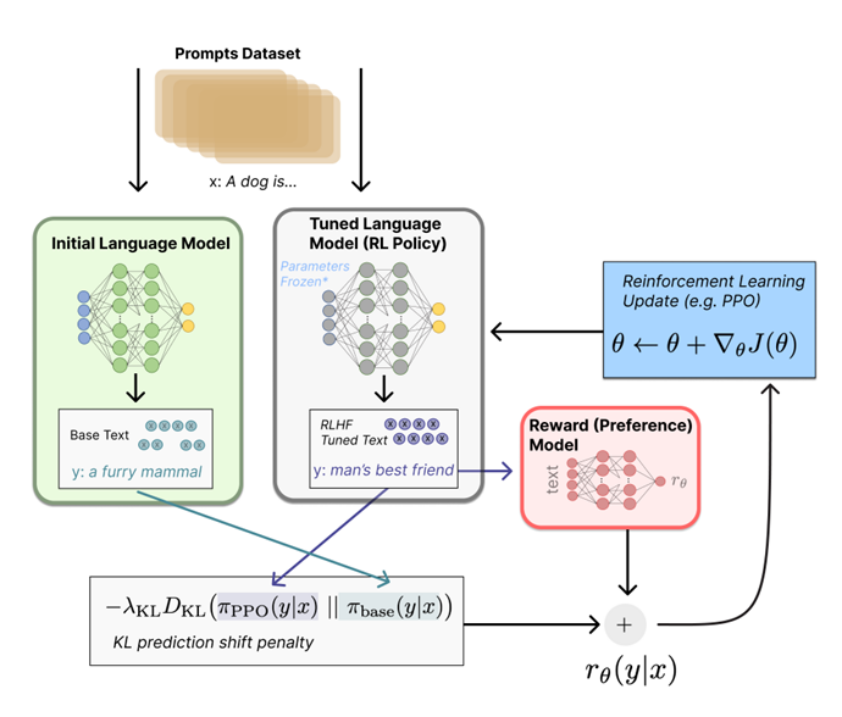 Prompts Dataset
x: A dog is...
Initial Language Model
Tuned Language
Model (RL Policy)
Parameters
Frozen*
Reinforcement Learning
Update (e.g. PPO)
θ ← θ + ∇θJ(θ)
Base Text
x x x x
x x x x
y: a furry mammal
RLHF
Tuned Text
x x x x
x x x x
y: man's best friend
Reward (Preference)
Model
text
rθ
−λKL DKL(πPPO(y|x) || πbase(y|x))
KL prediction shift penalty
+
rθ(y|x)